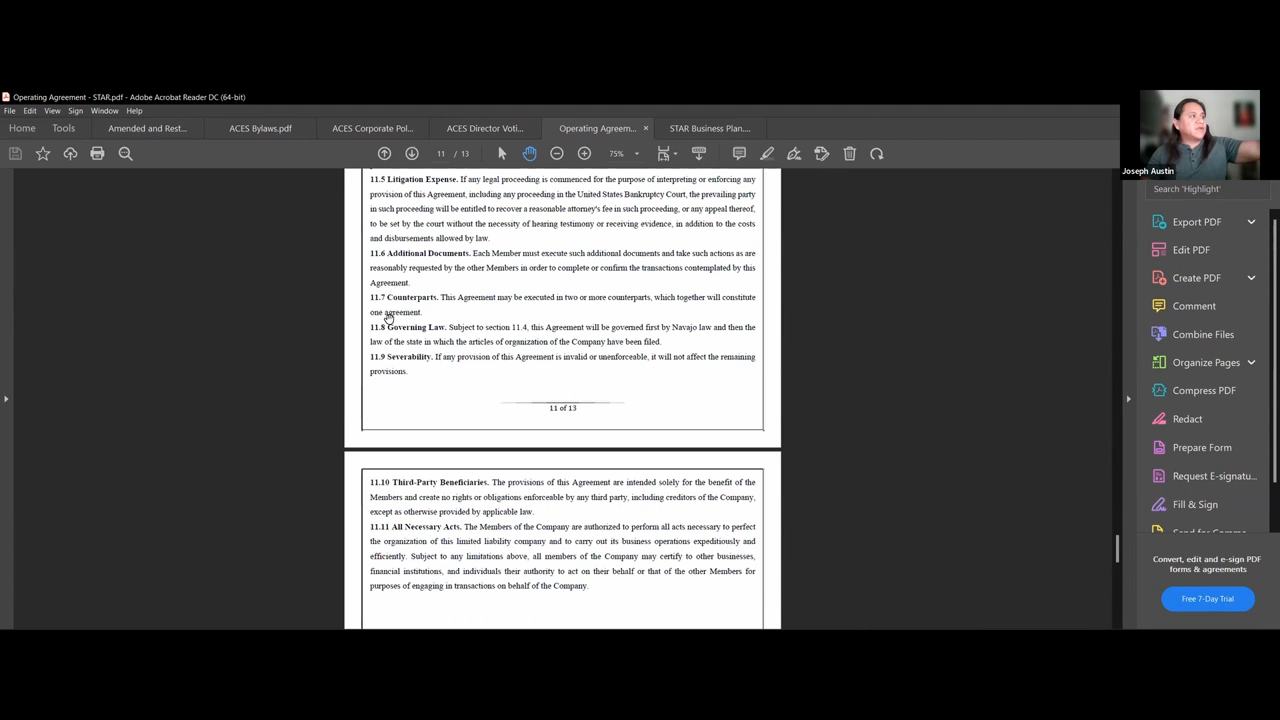 Operating Agreement - STAR.pdf - Adobe Acrobat Reader DC (64-bit)
File Edit View Sign Window Help
Home Tools Amended and Rest... ACES Bylaws.pdf ACES Corporate Pol... ACES Director Voti... Operating Agreem... × STAR Business Plan....
11 / 13 75%
Joseph Austin
Search 'Highlight'
Export PDF
Edit PDF
Create PDF
Comment
Combine Files
Organize Pages
Compress PDF
Redact
Prepare Form
Request E-signatu...
Fill & Sign
Send for Comme
Convert, edit and e-sign PDF
forms & agreements
Free 7-Day Trial
11.5 Litigation Expense. If any legal proceeding is commenced for the purpose of interpreting or enforcing any
provision of this Agreement, including any proceeding in the United States Bankruptcy Court, the prevailing party
in such proceeding will be entitled to recover a reasonable attorney's fee in such proceeding, or any appeal thereof,
to be set by the court without the necessity of hearing testimony or receiving evidence, in addition to the costs
and disbursements allowed by law.
11.6 Additional Documents. Each Member must execute such additional documents and take such actions as are
reasonably requested by the other Members in order to complete or confirm the transactions contemplated by this
Agreement.
11.7 Counterparts. This Agreement may be executed in two or more counterparts, which together will constitute
one agreement.
11.8 Governing Law. Subject to section 11.4, this Agreement will be governed first by Navajo law and then the
law of the state in which the articles of organization of the Company have been filed.
11.9 Severability. If any provision of this Agreement is invalid or unenforceable, it will not affect the remaining
provisions.
11 of 13
11.10 Third-Party Beneficiaries. The provisions of this Agreement are intended solely for the benefit of the
Members and create no rights or obligations enforceable by any third party, including creditors of the Company,
except as otherwise provided by applicable law.
11.11 All Necessary Acts. The Members of the Company are authorized to perform all acts necessary to perfect
the organization of this limited liability company and to carry out its business operations expeditiously and
efficiently. Subject to any limitations above, all members of the Company may certify to other businesses,
financial institutions, and individuals their authority to act on their behalf or that of the other Members for
purposes of engaging in transactions on behalf of the Company.